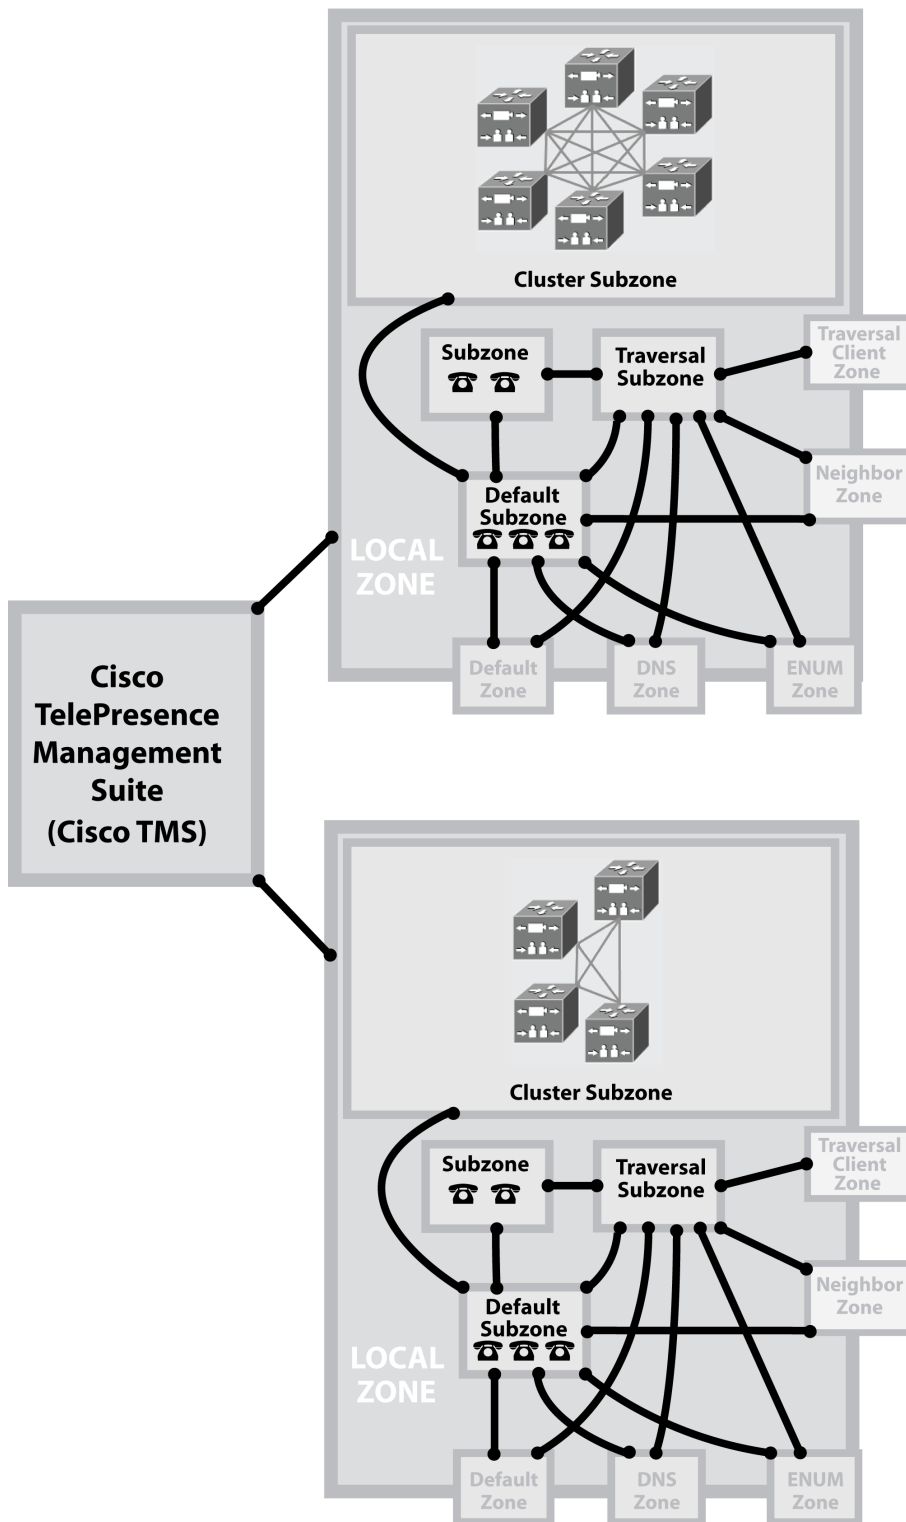 Cluster Subzone
Subzone
Traversal
Subzone
Traversal
Client
Zone
Neighbor
Zone
Default
Subzone
LOCAL
ZONE
Default
Zone
DNS
Zone
ENUM
Zone
Cisco
TelePresence
Management
Suite
(Cisco TMS)
Cluster Subzone
Subzone
Traversal
Subzone
Traversal
Client
Zone
Neighbor
Zone
Default
Subzone
LOCAL
ZONE
Default
Zone
DNS
Zone
ENUM
Zone